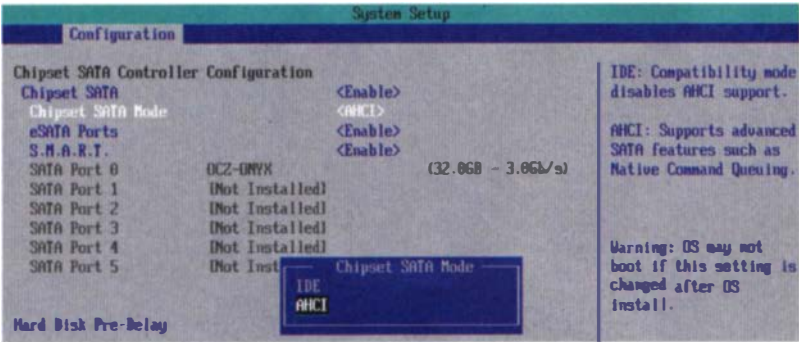 System Setup
Configuration
Chipset SATA Controller Configuration
Chipset SATA <Enable>
Chipset SATA Mode <AHCI>
eSATA Ports <Enable>
S.M.A.R.T. <Enable>
SATA Port 0 OCZ-ONYX (32.0GB - 3.0Gb/s)
SATA Port 1 [Not Installed]
SATA Port 2 [Not Installed]
SATA Port 3 [Not Installed]
SATA Port 4 [Not Installed]
SATA Port 5 [Not Inst
Chipset SATA Mode
IDE
AHCI
Hard Disk Pre-Delay
IDE: Compatibility mode
disables AHCI support.
AHCI: Supports advanced
SATA features such as
Native Command Queuing.
Warning: OS may not
boot if this setting is
changed after OS
install.